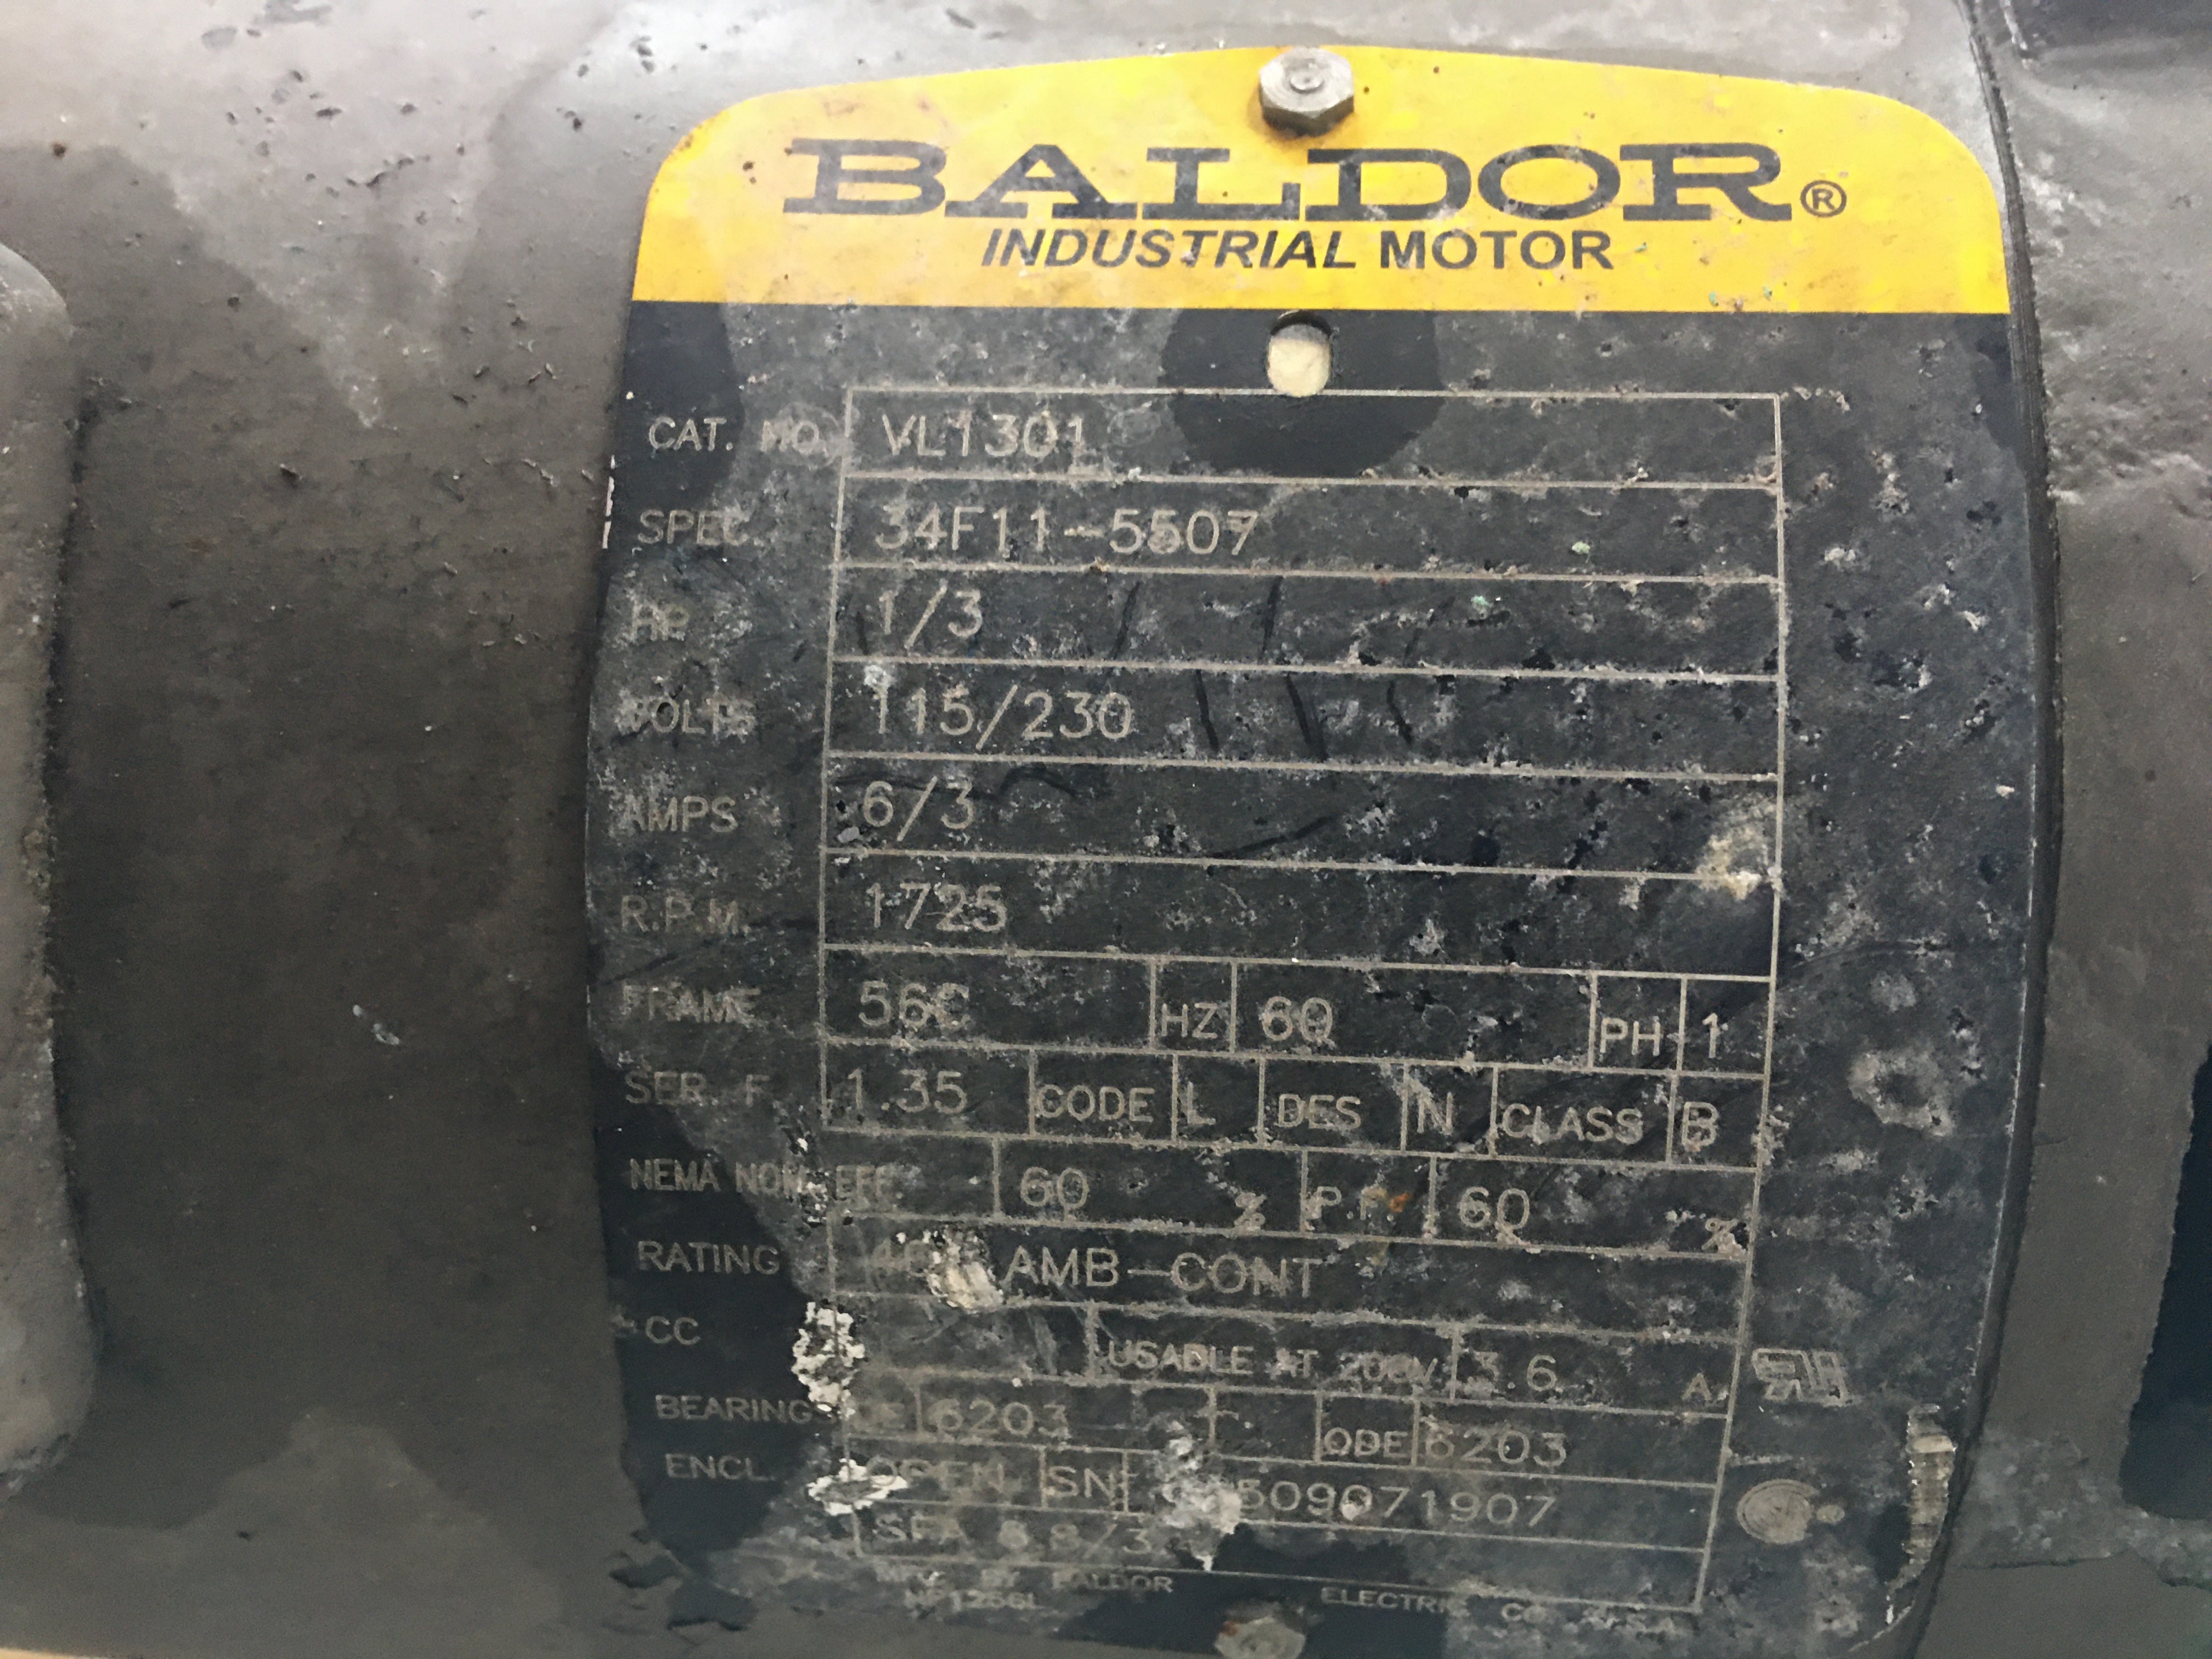 BALDOR®
INDUSTRIAL MOTOR
CAT. NO. VL1301
SPEC. 34F11-5507
HP 1/3
VOLTS 115/230
AMPS 6/3
R.P.M. 1725
FRAME 56C HZ 60 PH 1
SER. F. 1.35 CODE L DES N CLASS B
NEMA NOM. EFF. 60 % P.F. 60 %
RATING AMB-CONT
CC USABLE AT 208V 3.6 A
BEARING DE 6203 ODE 6203
ENCL. OPEN SN 509071907
SFA
MFG. BY BALDOR ELECTRIC CO.
NP1256L